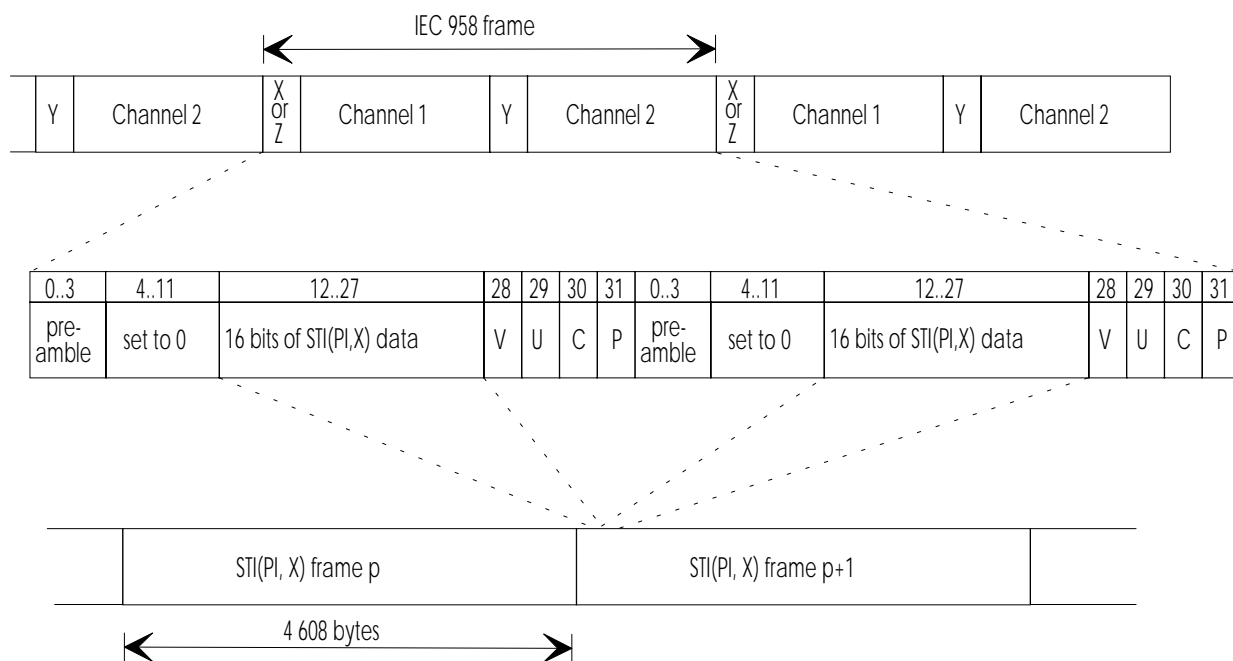 IEC 958 frame
Y Channel 2 X or Z Channel 1 Y Channel 2 X or Z Channel 1 Y Channel 2
0..3 4..11 12..27 28 29 30 31 0..3 4..11 12..27 28 29 30 31
pre-amble set to 0 16 bits of STI(PI,X) data V U C P pre-amble set to 0 16 bits of STI(PI,X) data V U C P
STI(PI, X) frame p STI(PI, X) frame p+1
4 608 bytes